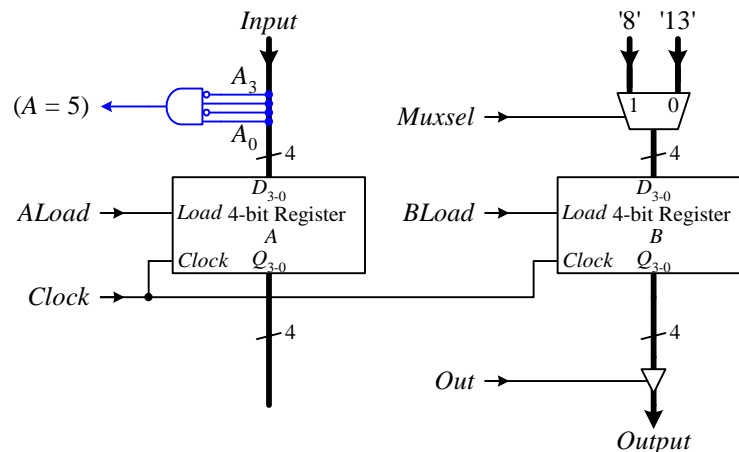 Input
'8' '13'
A3
(A = 5)
1 0
Muxsel
A0
4
4
D3-0
D3-0
ALoad
Load 4-bit Register
BLoad
Load 4-bit Register
A
B
Clock Q3-0
Clock Q3-0
Clock
4
4
Out
Output